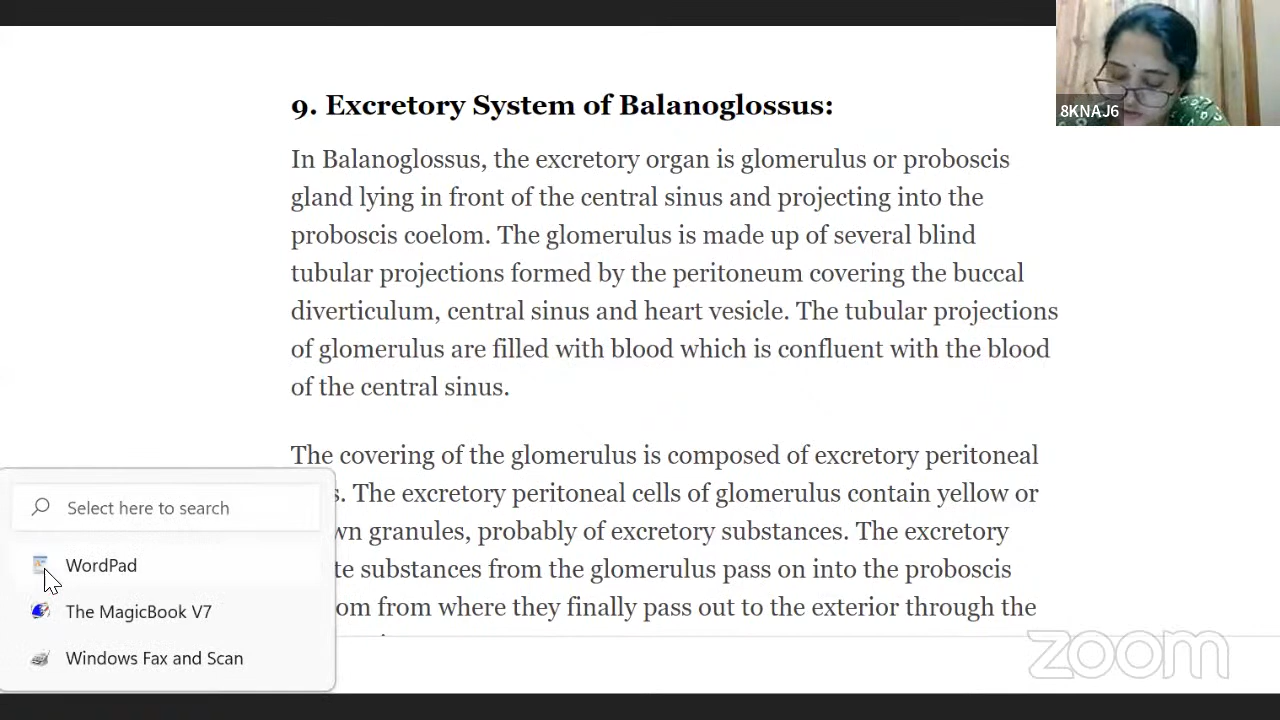 8KNAJ6
9. Excretory System of Balanoglossus:
In Balanoglossus, the excretory organ is glomerulus or proboscis
gland lying in front of the central sinus and projecting into the
proboscis coelom. The glomerulus is made up of several blind
tubular projections formed by the peritoneum covering the buccal
diverticulum, central sinus and heart vesicle. The tubular projections
of glomerulus are filled with blood which is confluent with the blood
of the central sinus.
The covering of the glomerulus is composed of excretory peritoneal
s. The excretory peritoneal cells of glomerulus contain yellow or
wn granules, probably of excretory substances. The excretory
te substances from the glomerulus pass on into the proboscis
om from where they finally pass out to the exterior through the
Select here to search
WordPad
The MagicBook V7
Windows Fax and Scan
zoom